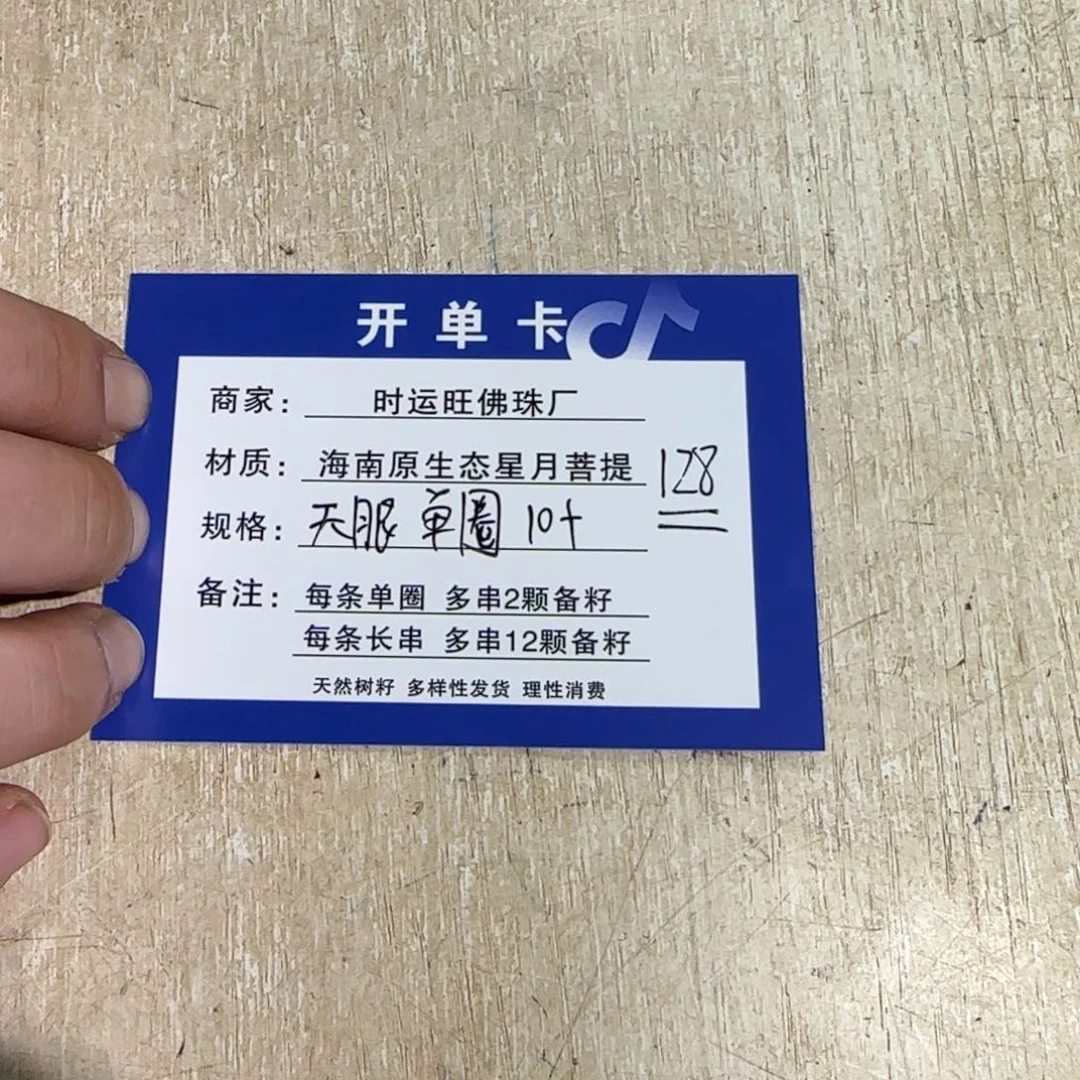 开单卡
商家： 时运旺佛珠厂
材质： 海南原生态星月菩提 128
规格： 天眼 单圈 10+
备注： 每条单圈 多串2颗备籽
每条长串 多串12颗备籽
天然树籽 多样性发货 理性消费